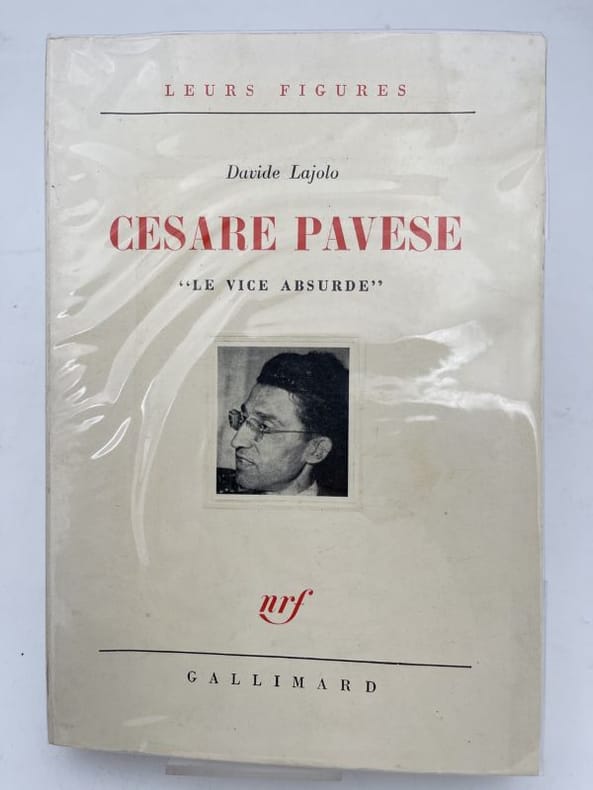 LEURS FIGURES
Davide Lajolo
CESARE PAVESE
“LE VICE ABSURDE”
nrf
GALLIMARD